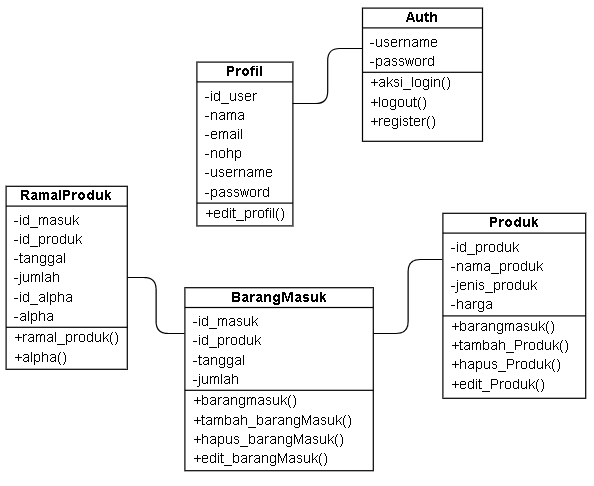 Auth
-username
-password
+aksi_login()
+logout()
+register()
Profil
-id_user
-nama
-email
-nohp
-username
-password
+edit_profil()
RamalProduk
-id_masuk
-id_produk
-tanggal
-jumlah
-id_alpha
-alpha
+ramal_produk()
+alpha()
BarangMasuk
-id_masuk
-id_produk
-tanggal
-jumlah
+barangmasuk()
+tambah_barangMasuk()
+hapus_barangMasuk()
+edit_barangMasuk()
Produk
-id_produk
-nama_produk
-jenis_produk
-harga
+barangmasuk()
+tambah_Produk()
+hapus_Produk()
+edit_Produk()